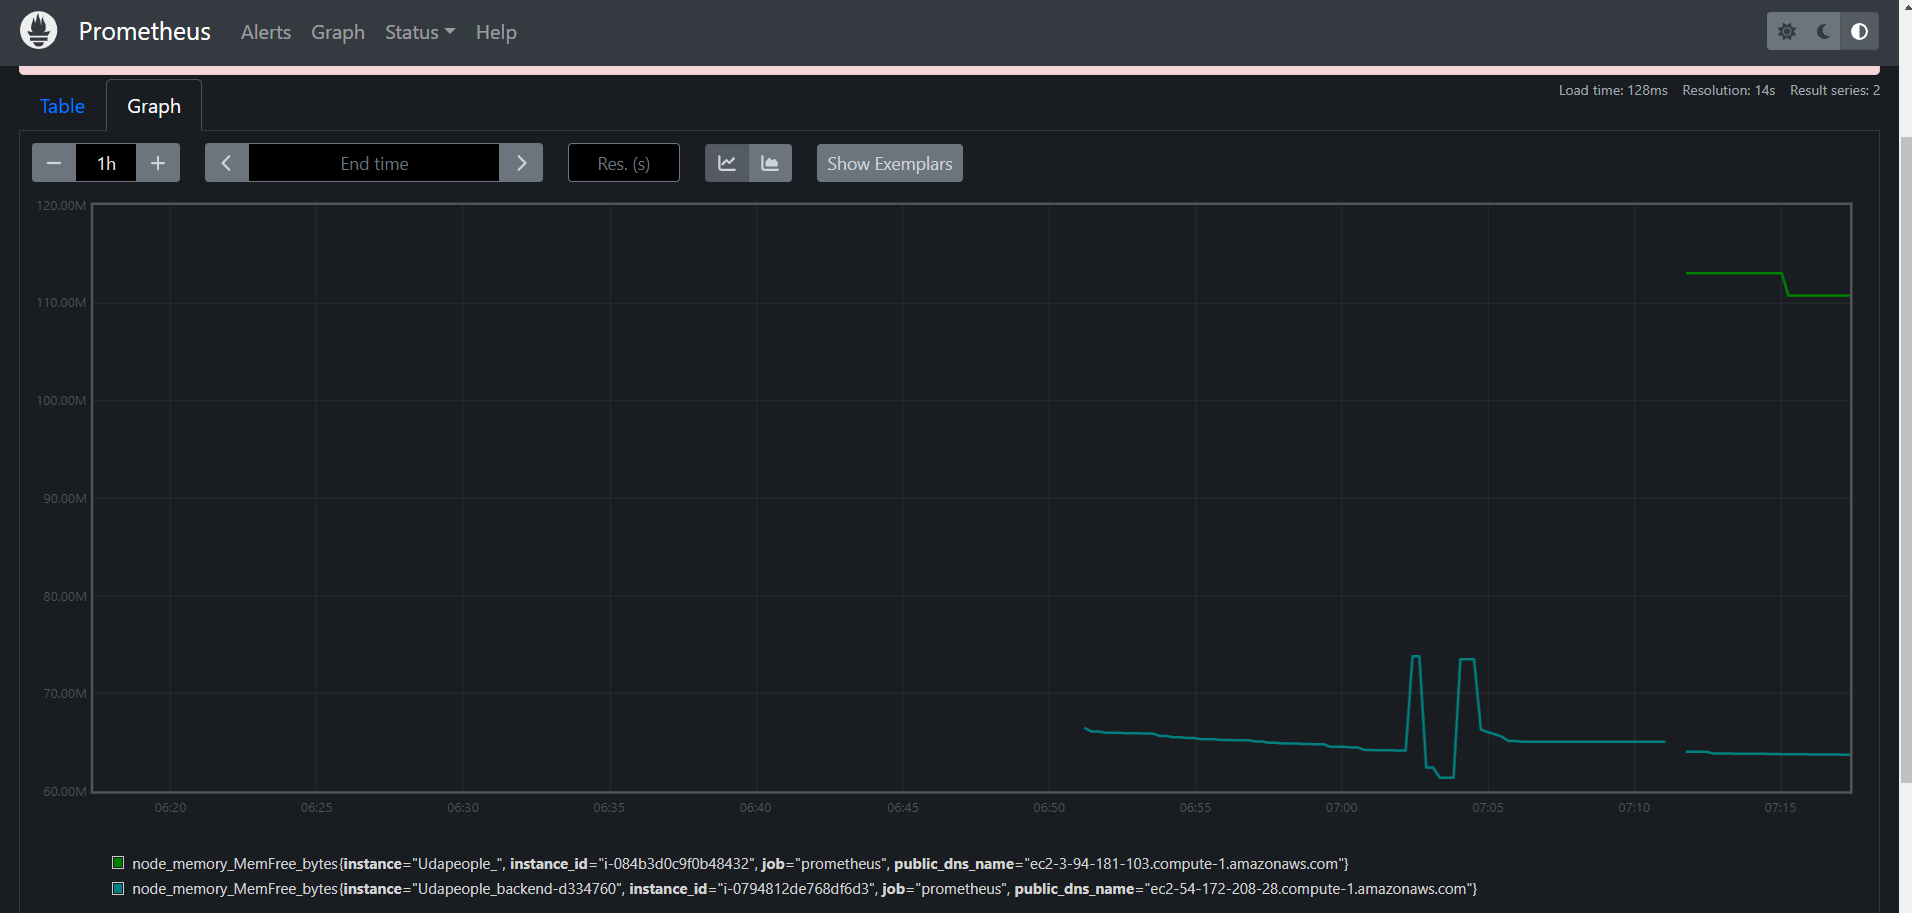 Prometheus Alerts Graph Status Help
Load time: 128ms Resolution: 14s Result series: 2
Table Graph
1h End time Res. (s) Show Exemplars
120.00M
110.00M
100.00M
90.00M
80.00M
70.00M
60.00M
06:20 06:25 06:30 06:35 06:40 06:45 06:50 06:55 07:00 07:05 07:10 07:15
node_memory_MemFree_bytes{instance="Udapeople_", instance_id="i-084b3d0c9f0b48432", job="prometheus", public_dns_name="ec2-3-94-181-103.compute-1.amazonaws.com"}
node_memory_MemFree_bytes{instance="Udapeople_backend-d334760", instance_id="i-0794812de768df6d3", job="prometheus", public_dns_name="ec2-54-172-208-28.compute-1.amazonaws.com"}